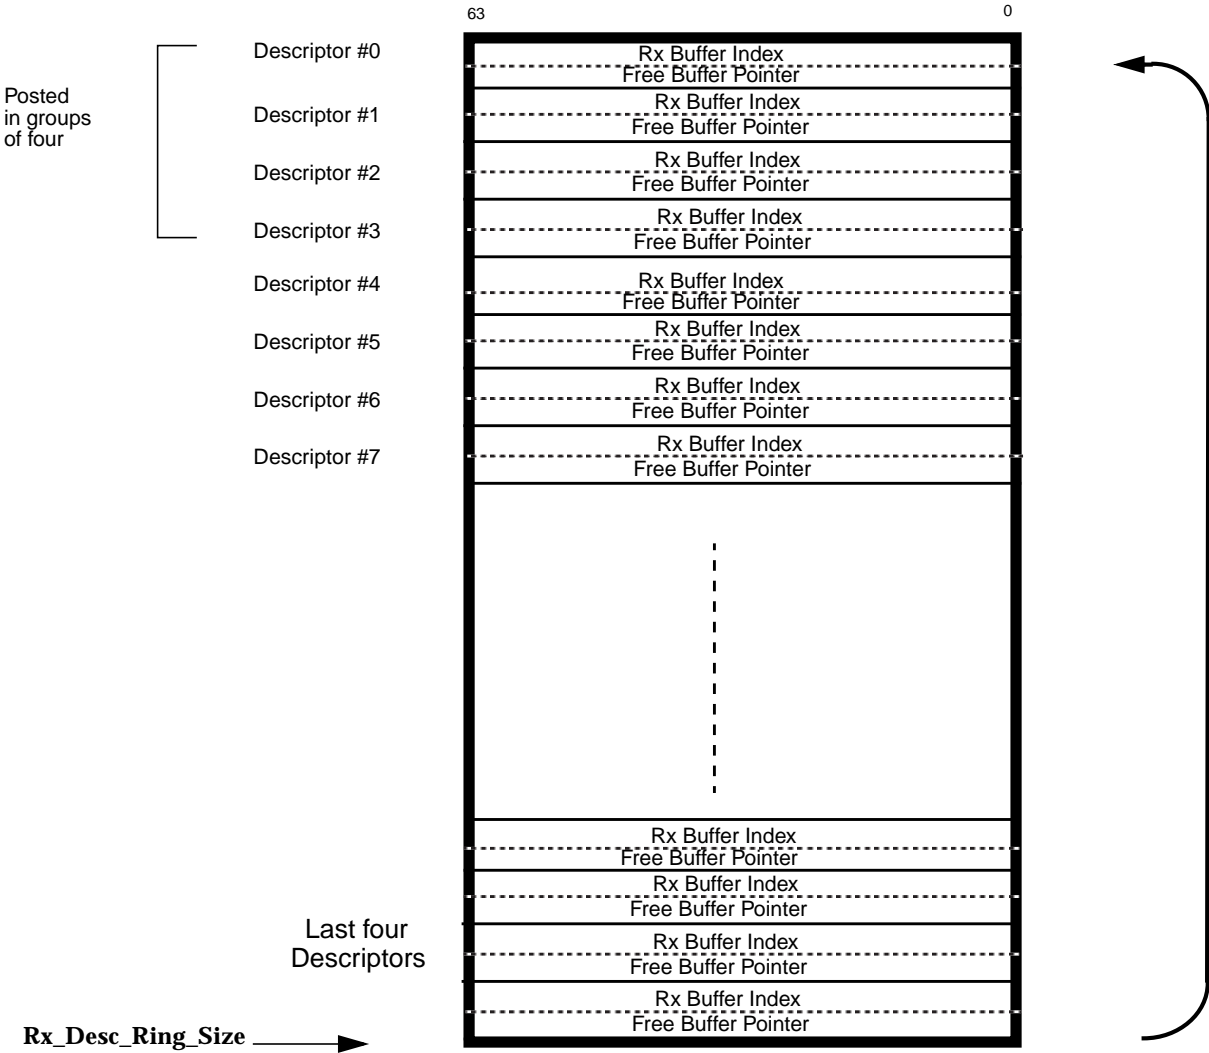 63
0
Posted
in groups
of four
Descriptor #0
Rx Buffer Index
Free Buffer Pointer
Descriptor #1
Rx Buffer Index
Free Buffer Pointer
Descriptor #2
Rx Buffer Index
Free Buffer Pointer
Descriptor #3
Rx Buffer Index
Free Buffer Pointer
Descriptor #4
Rx Buffer Index
Free Buffer Pointer
Descriptor #5
Rx Buffer Index
Free Buffer Pointer
Descriptor #6
Rx Buffer Index
Free Buffer Pointer
Descriptor #7
Rx Buffer Index
Free Buffer Pointer
Rx Buffer Index
Free Buffer Pointer
Rx Buffer Index
Free Buffer Pointer
Last four
Descriptors
Rx Buffer Index
Free Buffer Pointer
Rx Buffer Index
Free Buffer Pointer
Rx_Desc_Ring_Size